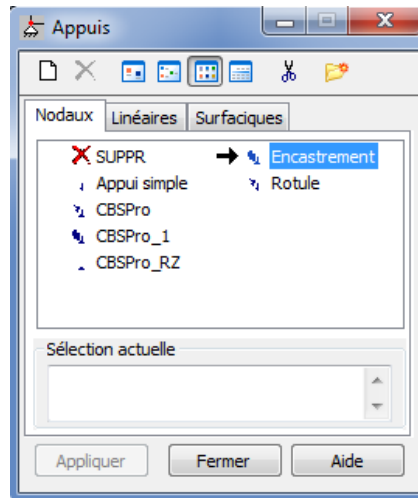 Appuis
Nodaux Linéaires Surfaciques
SUPPR Encastrement
Appui simple Rotule
CBSPro
CBSPro_1
CBSPro_RZ
Sélection actuelle
Appliquer Fermer Aide